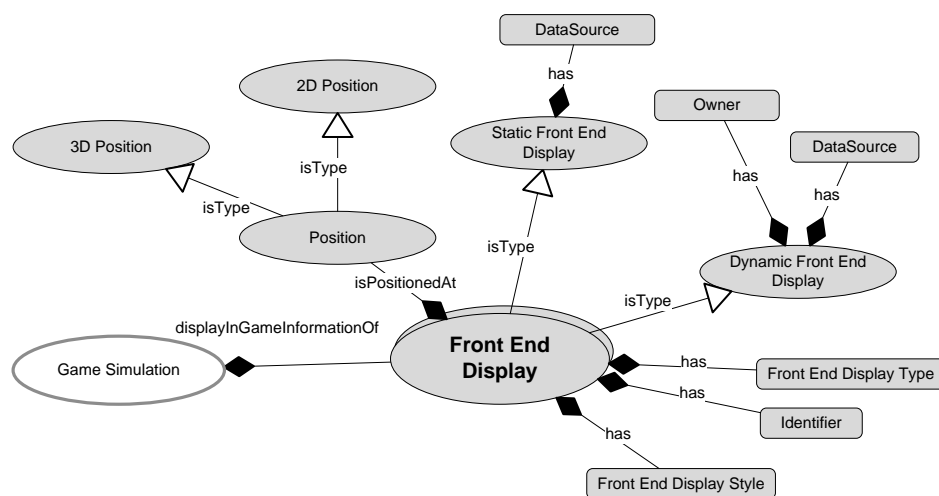 DataSource
has
2D Position
Owner
3D Position
Static Front End
Display
DataSource
has
has
isType
isType
Position
isType
Dynamic Front End
Display
isPositionedAt
isType
displayInGameInformationOf
Front End
Display
Game Simulation
has
Front End Display Type
has
Identifier
has
Front End Display Style